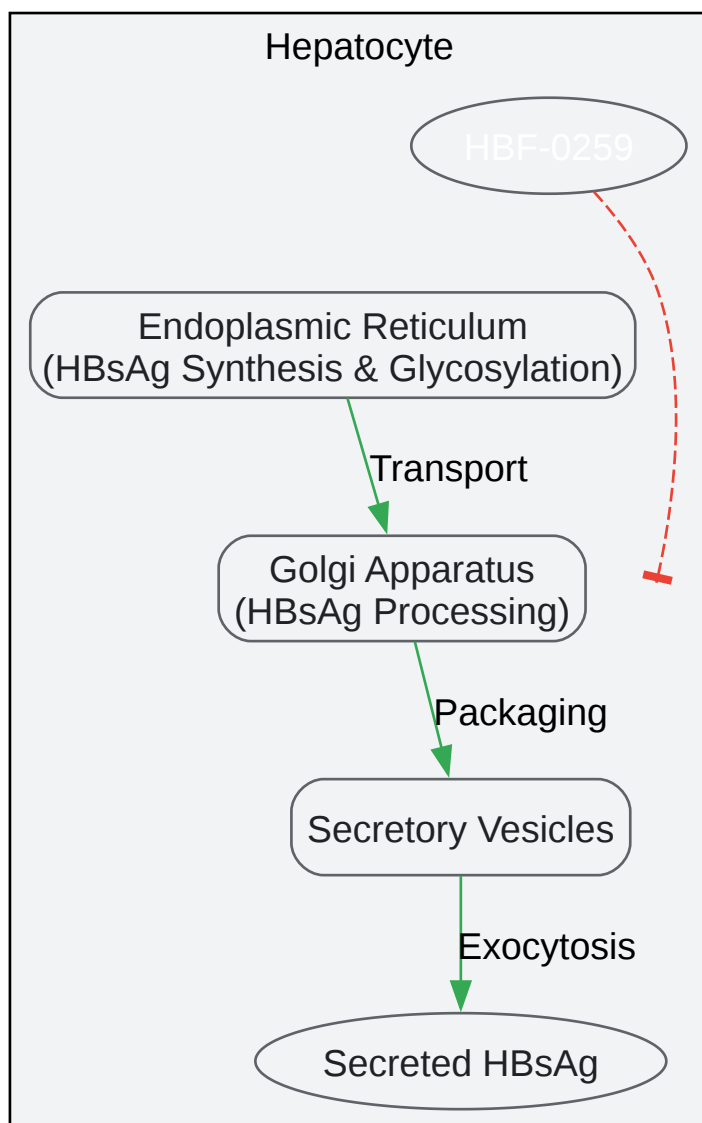 Hepatocyte
HBF-0259
Endoplasmic Reticulum
(HBsAg Synthesis & Glycosylation)
Transport
Golgi Apparatus
(HBsAg Processing)
Packaging
Secretory Vesicles
Exocytosis
Secreted HBsAg